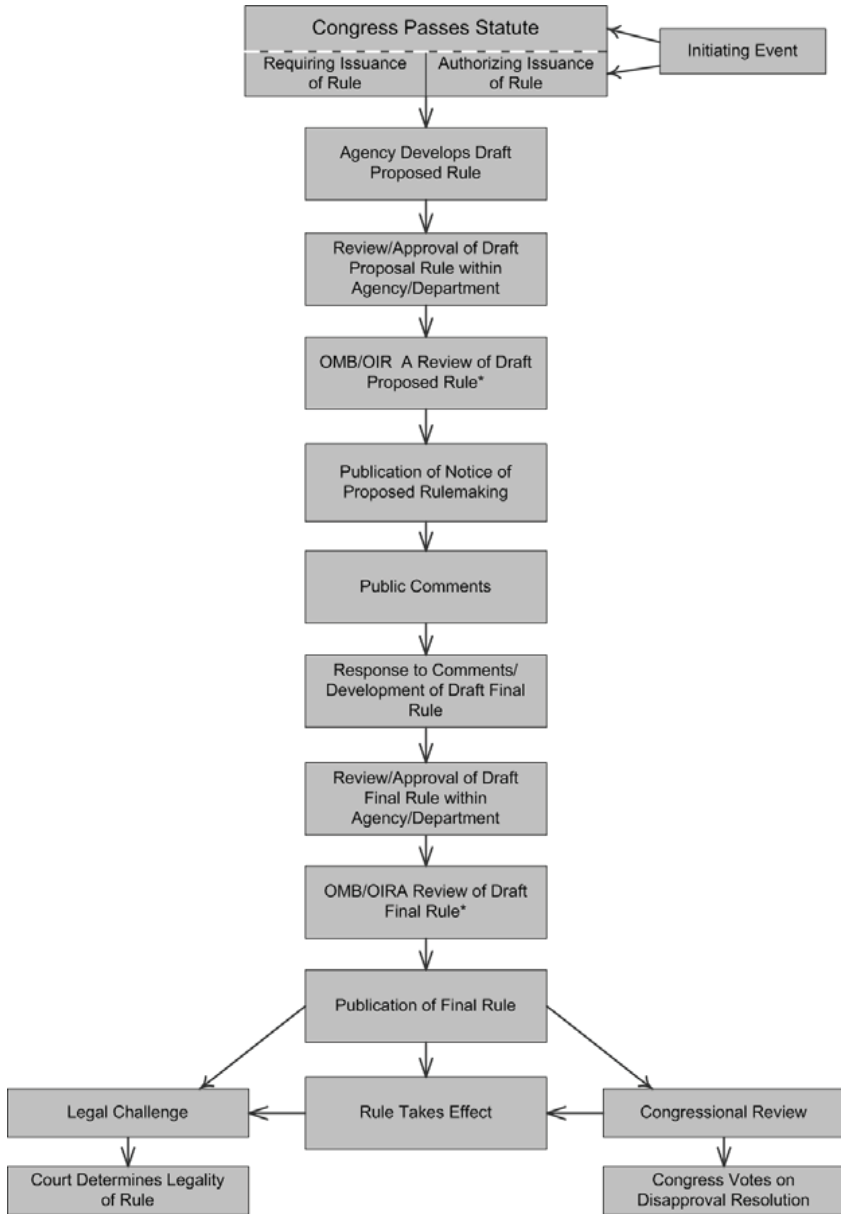 Congress Passes Statute
Initiating Event
Requiring Issuance
of Rule
Authorizing Issuance
of Rule
Agency Develops Draft
Proposed Rule
Review/Approval of Draft
Proposal Rule within
Agency/Department
OMB/OIR  A Review of Draft
Proposed Rule*
Publication of Notice of
Proposed Rulemaking
Public Comments
Response to Comments/
Development of Draft Final
Rule
Review/Approval of Draft
Final Rule within
Agency/Department
OMB/OIRA Review of Draft
Final Rule*
Publication of Final Rule
Legal Challenge
Rule Takes Effect
Congressional Review
Court Determines Legality
of Rule
Congress Votes on
Disapproval Resolution